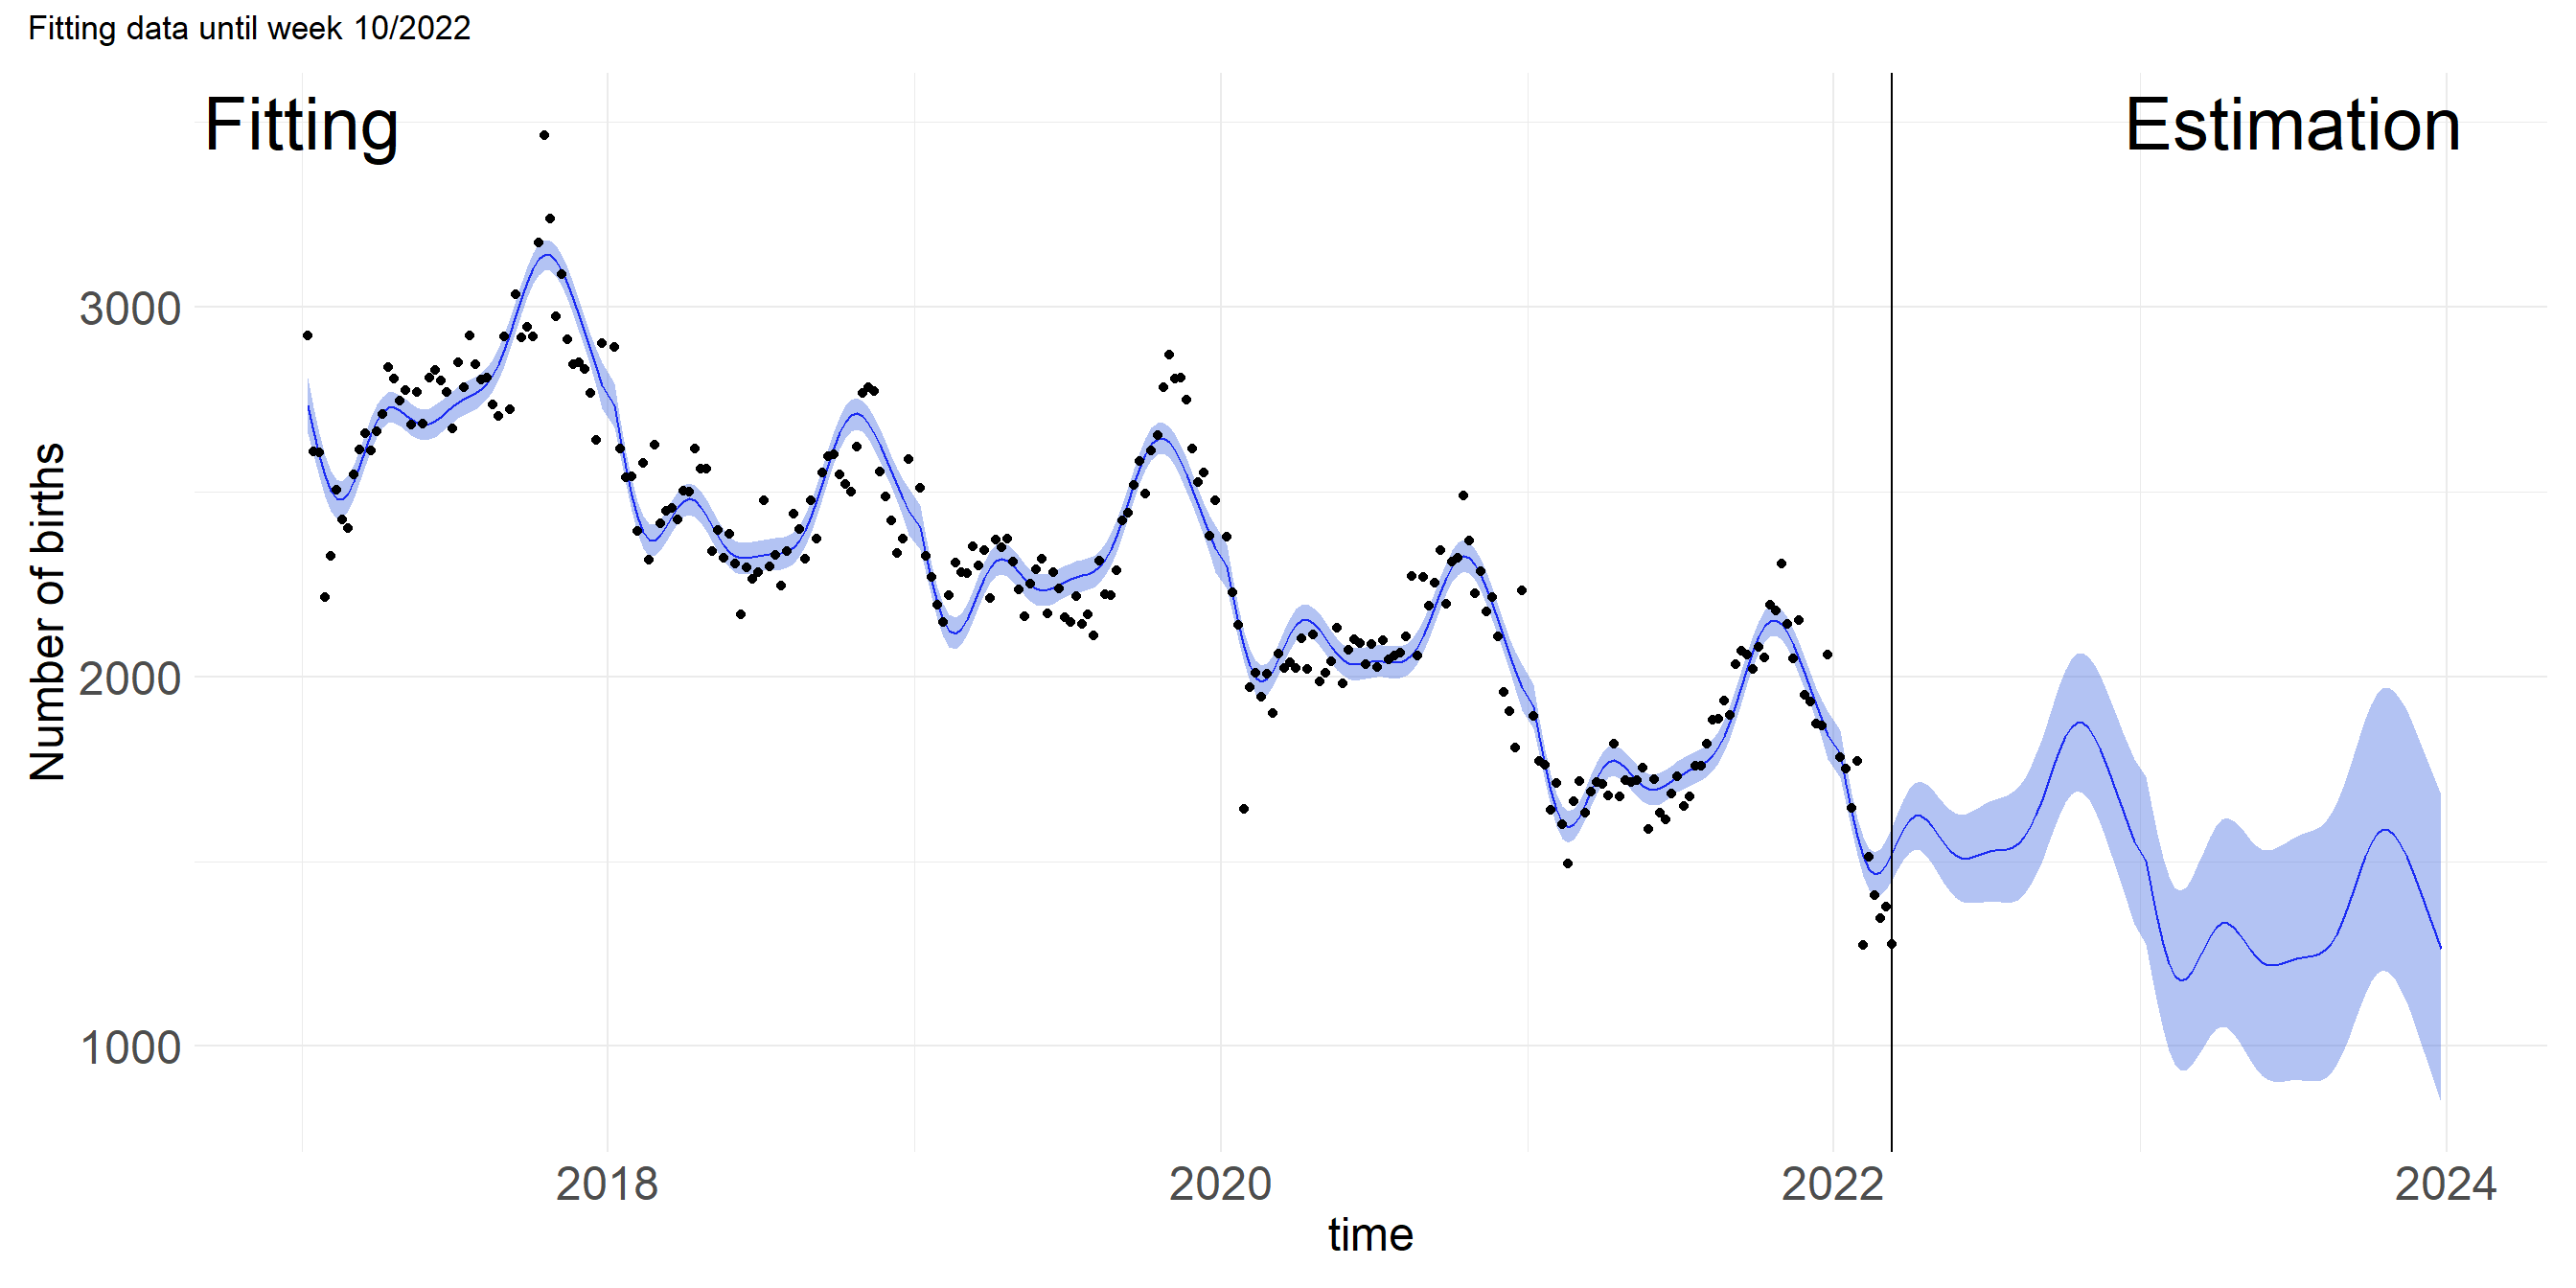 Fitting data until week 10/2022
Fitting
Estimation
Number of births
3000
2000
1000
2018
2020
2022
2024
time